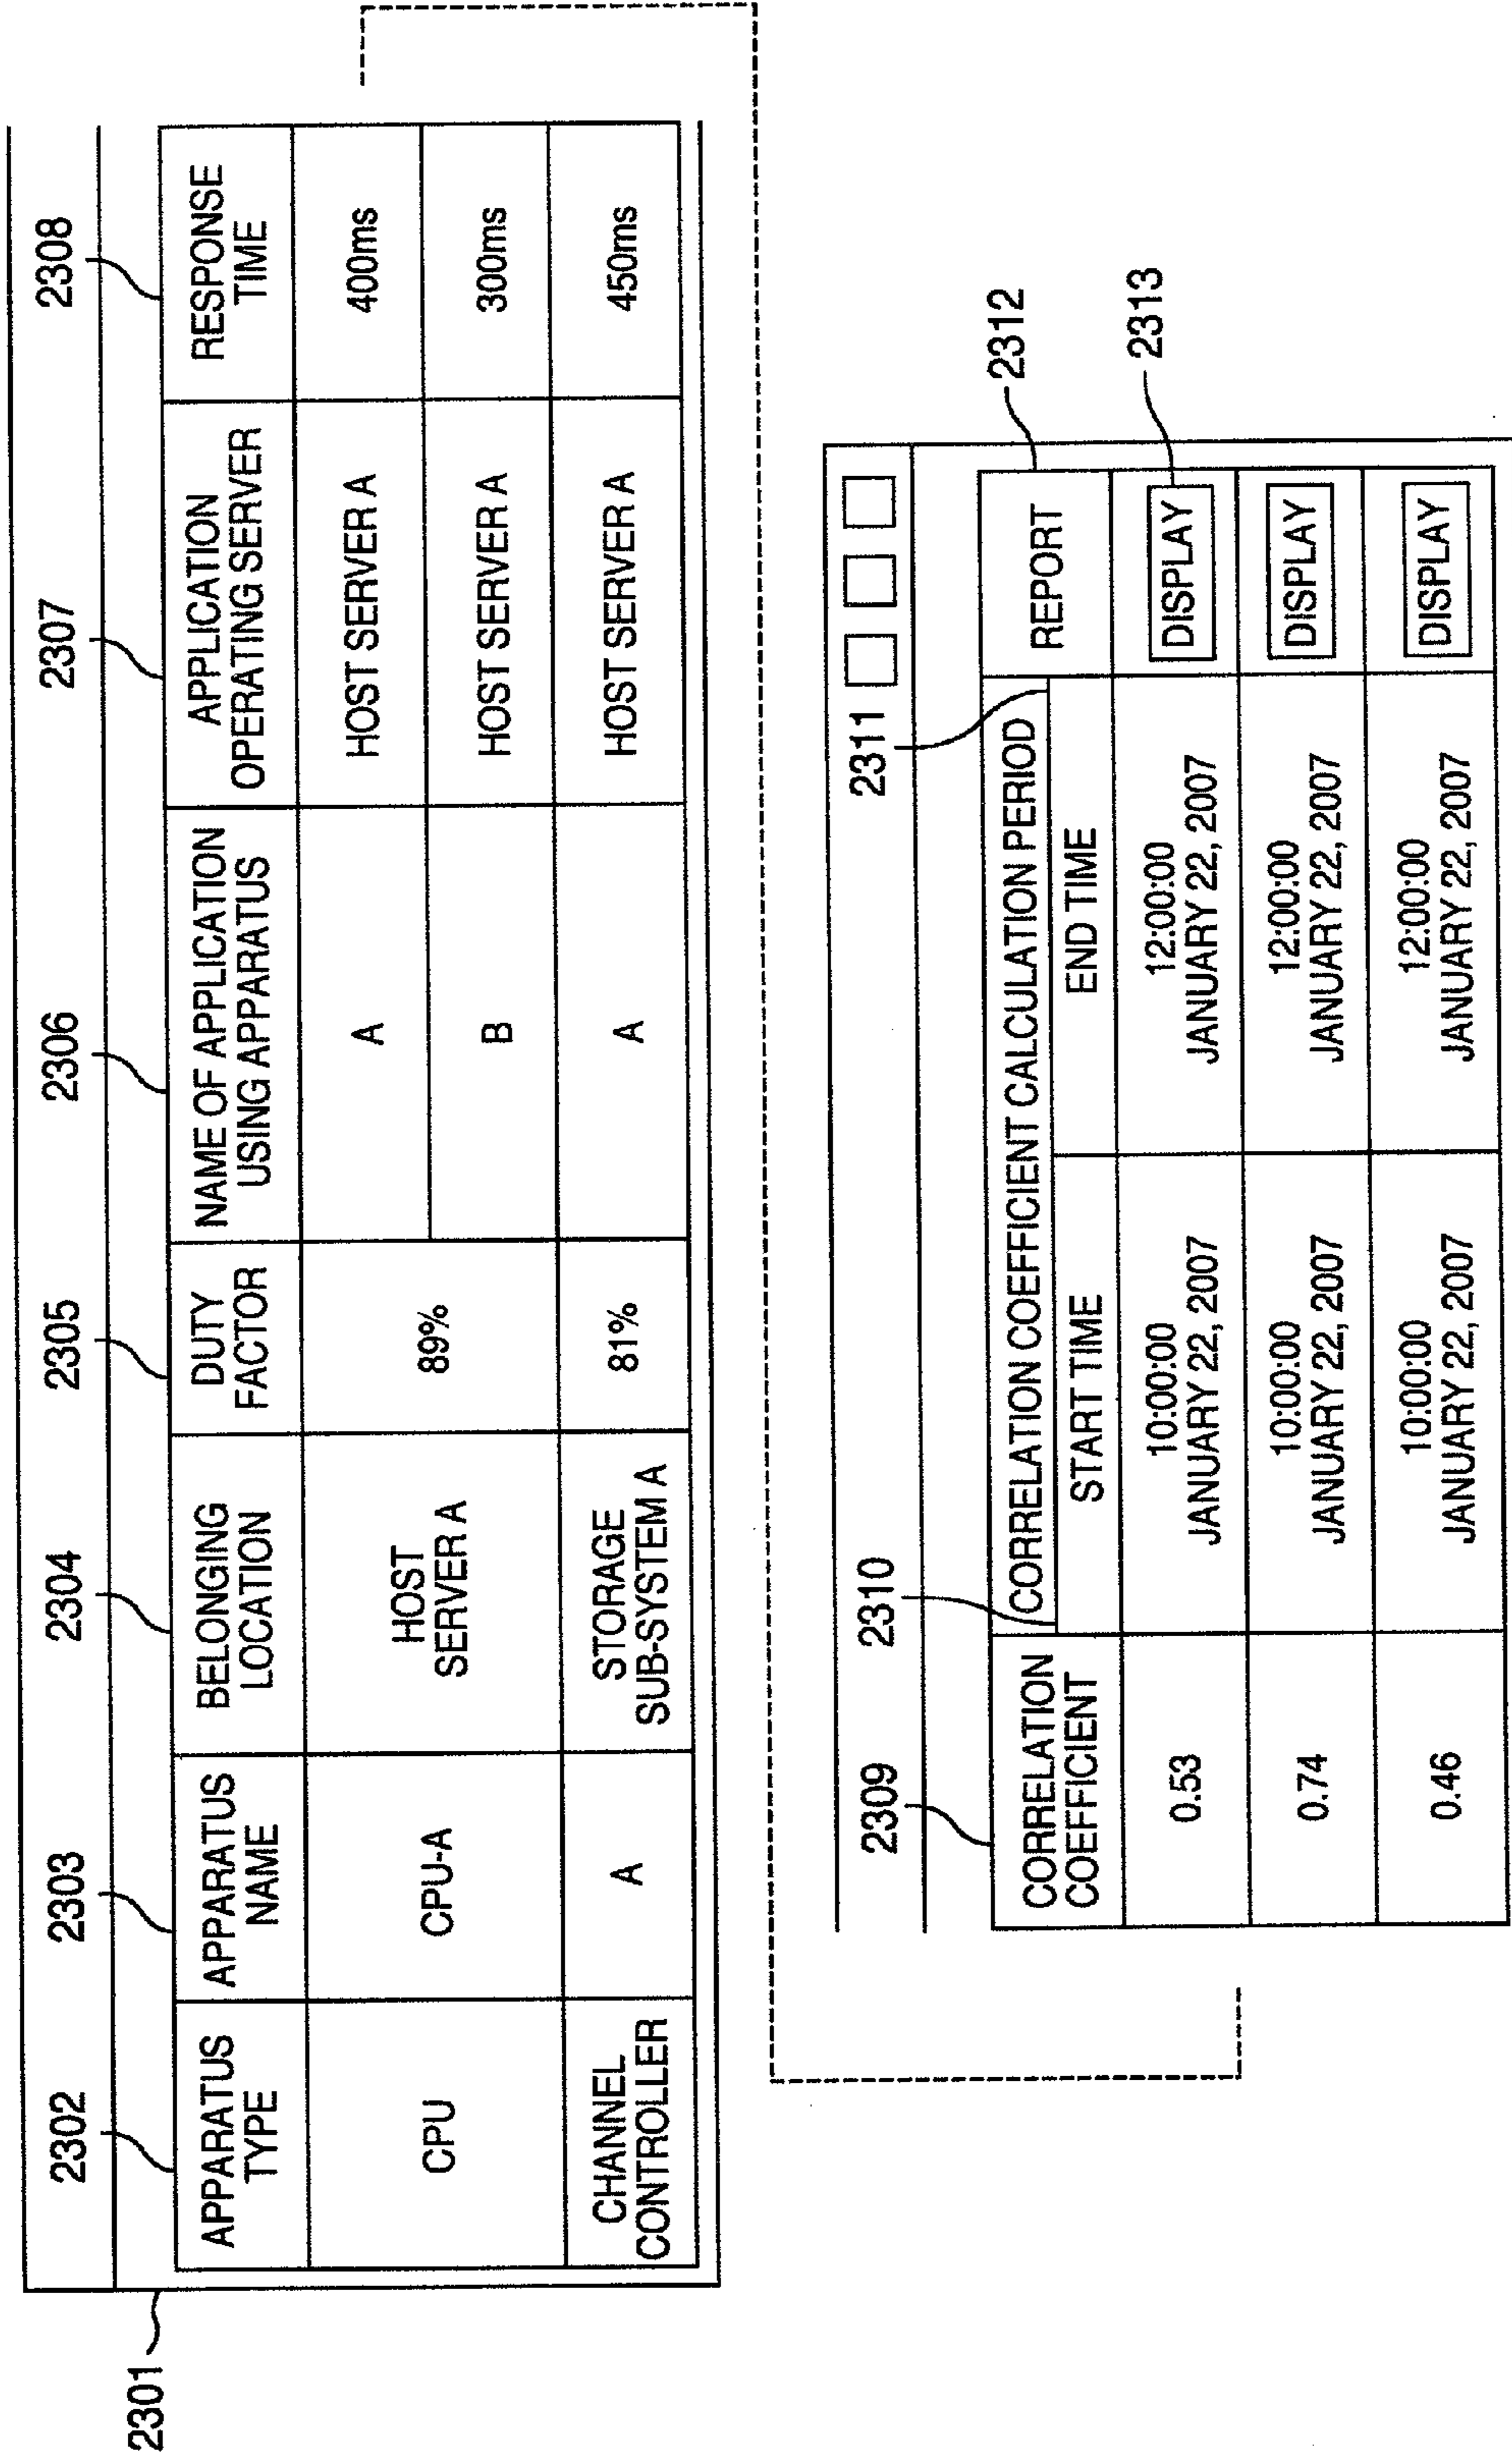 2301
2302
2303
2304
2305
2306
2307
2308
APPARATUS
TYPE
APPARATUS
NAME
BELONGING
LOCATION
DUTY
FACTOR
NAME OF APPLICATION
USING APPARATUS
APPLICATION
OPERATING SERVER
RESPONSE
TIME
CPU
CPU-A
HOST
SERVER A
89%
A
HOST SERVER A
400ms
B
HOST SERVER A
300ms
CHANNEL
CONTROLLER
A
STORAGE
SUB-SYSTEM A
81%
A
HOST SERVER A
450ms
2309
2310
2311
2312
2313
CORRELATION
COEFFICIENT
CORRELATION COEFFICIENT CALCULATION PERIOD
START TIME
END TIME
REPORT
0.53
10:00:00
JANUARY 22, 2007
12:00:00
JANUARY 22, 2007
DISPLAY
0.74
10:00:00
JANUARY 22, 2007
12:00:00
JANUARY 22, 2007
DISPLAY
0.46
10:00:00
JANUARY 22, 2007
12:00:00
JANUARY 22, 2007
DISPLAY